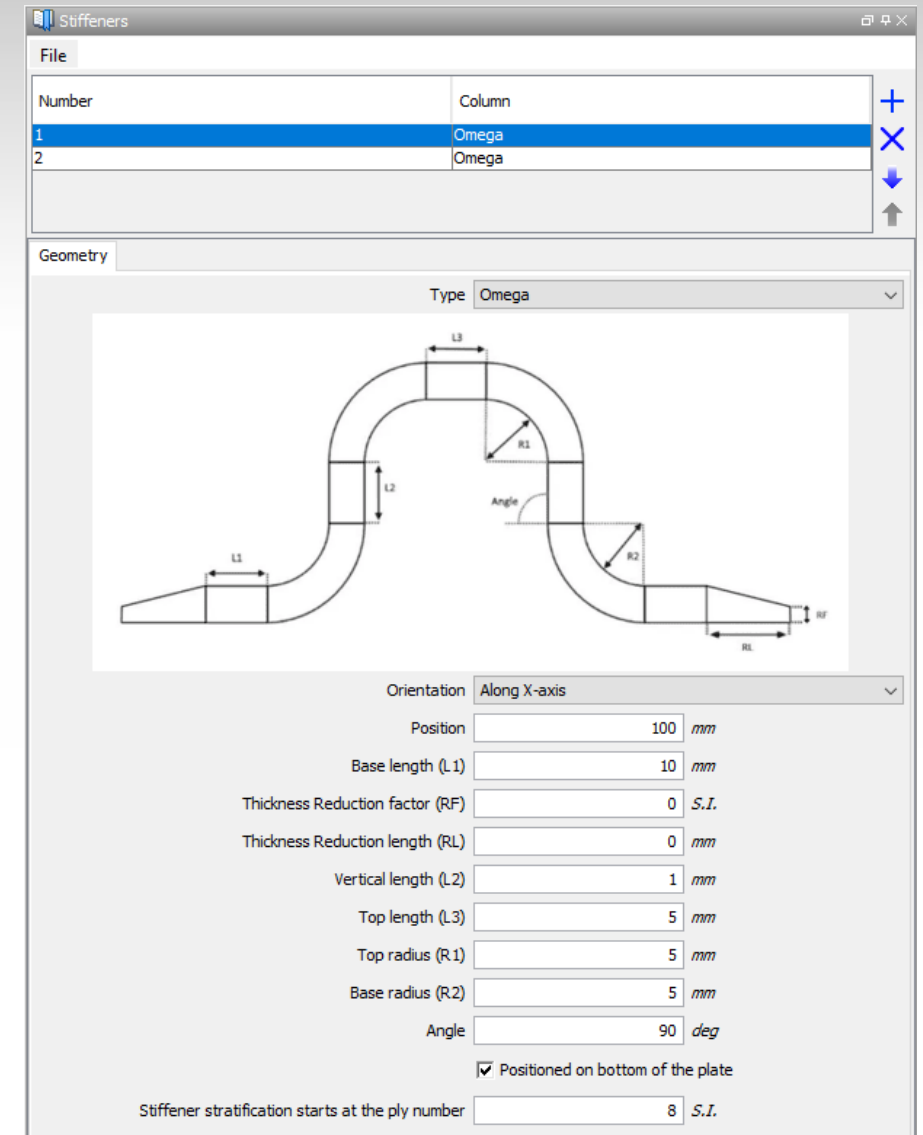 Stiffeners
File
Number Column
1 Omega
2 Omega
Geometry
Type Omega
L3
R1
L2
Angle
R2
L1
RF
RL
Orientation Along X-axis
Position 100 mm
Base length (L1) 10 mm
Thickness Reduction factor (RF) 0 S.I.
Thickness Reduction length (RL) 0 mm
Vertical length (L2) 1 mm
Top length (L3) 5 mm
Top radius (R1) 5 mm
Base radius (R2) 5 mm
Angle 90 deg
Positioned on bottom of the plate
Stiffener stratification starts at the ply number 8 S.I.